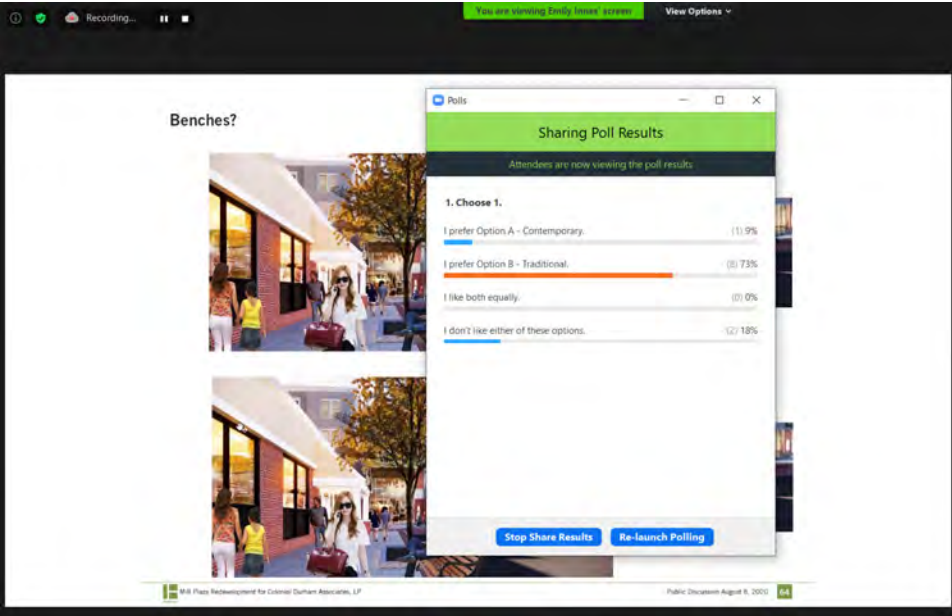 Recording...
You are viewing Emily Innes' screen
View Options
Benches?
Polls
Sharing Poll Results
Attendees are now viewing the poll results
1. Choose 1.
I prefer Option A - Contemporary. (1) 9%
I prefer Option B - Traditional. (8) 73%
I like both equally. (0) 0%
I don't like either of these options. (2) 18%
Stop Share Results
Re-launch Polling
Mill Plaza Redevelopment for Colonial Durham Associates, LP
Public Discussion August 6, 2020 64